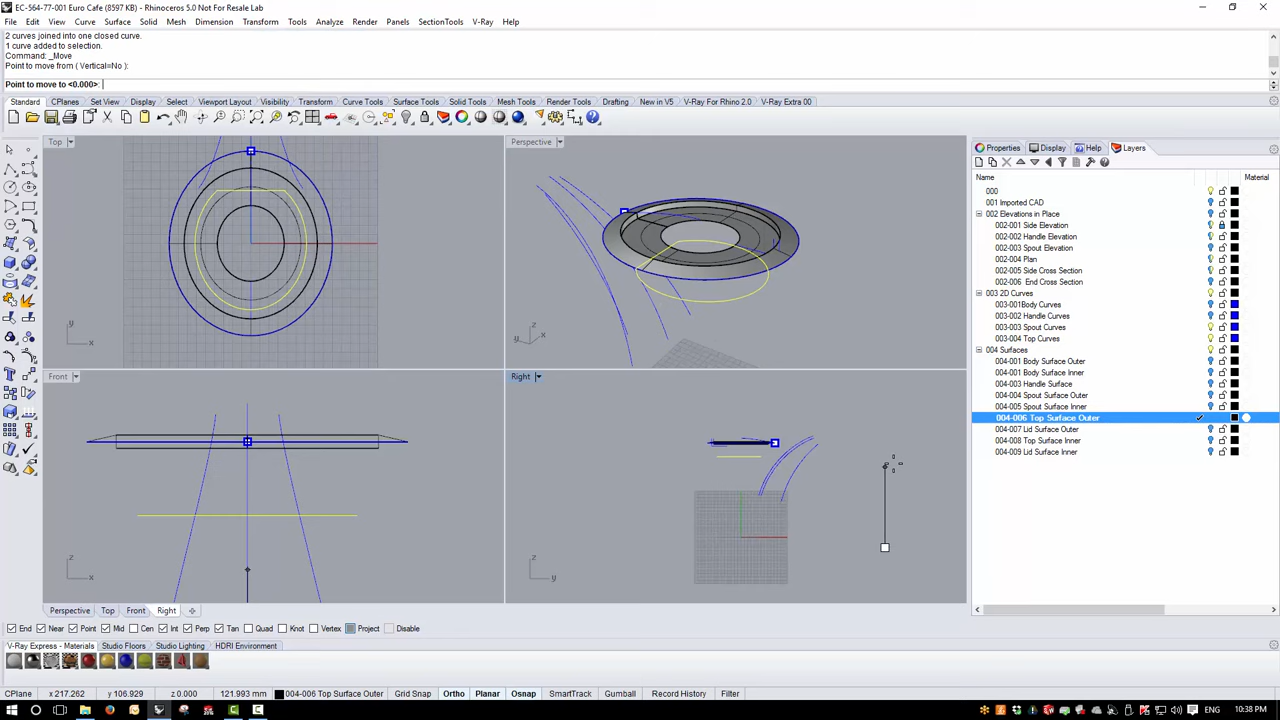 EC-564-77-001 Euro Cafe (8597 KB) - Rhinoceros 5.0 Not For Resale Lab
File Edit View Curve Surface Solid Mesh Dimension Transform Tools Analyze Render Panels SectionTools V-Ray Help
2 curves joined into one closed curve.
1 curve added to selection.
Command: _Move
Point to move from ( Vertical=No ):
Point to move to <0.000>:
Standard CPlanes Set View Display Select Viewport Layout Visibility Transform Curve Tools Surface Tools Solid Tools Mesh Tools Render Tools Drafting New in V5 V-Ray For Rhino 2.0 V-Ray Extra 00
Top
y
x
Perspective
z
y
x
Front
z
x
Right
z
y
Properties Display Help Layers
Name Material
000
001 Imported CAD
002 Elevations in Place
002-001 Side Elevation
002-002 Handle Elevation
002-003 Spout Elevation
002-004 Plan
002-005 Side Cross Section
002-006 End Cross Section
003 2D Curves
003-001Body Curves
003-002 Handle Curves
003-003 Spout Curves
003-004 Top Curves
004 Surfaces
004-001 Body Surface Outer
004-001 Body Surface Inner
004-003 Handle Surface
004-004 Spout Surface Outer
004-005 Spout Surface Inner
004-006 Top Surface Outer
004-007 Lid Surface Outer
004-008 Top Surface Inner
004-009 Lid Surface Inner
Perspective Top Front Right
End Near Point Mid Cen Int Perp Tan Quad Knot Vertex Project Disable
V-Ray Express - Materials Studio Floors Studio Lighting HDRI Environment
CPlane x 217.262 y 106.929 z 0.000 121.993 mm 004-006 Top Surface Outer Grid Snap Ortho Planar Osnap SmartTrack Gumball Record History Filter
ENG 10:38 PM